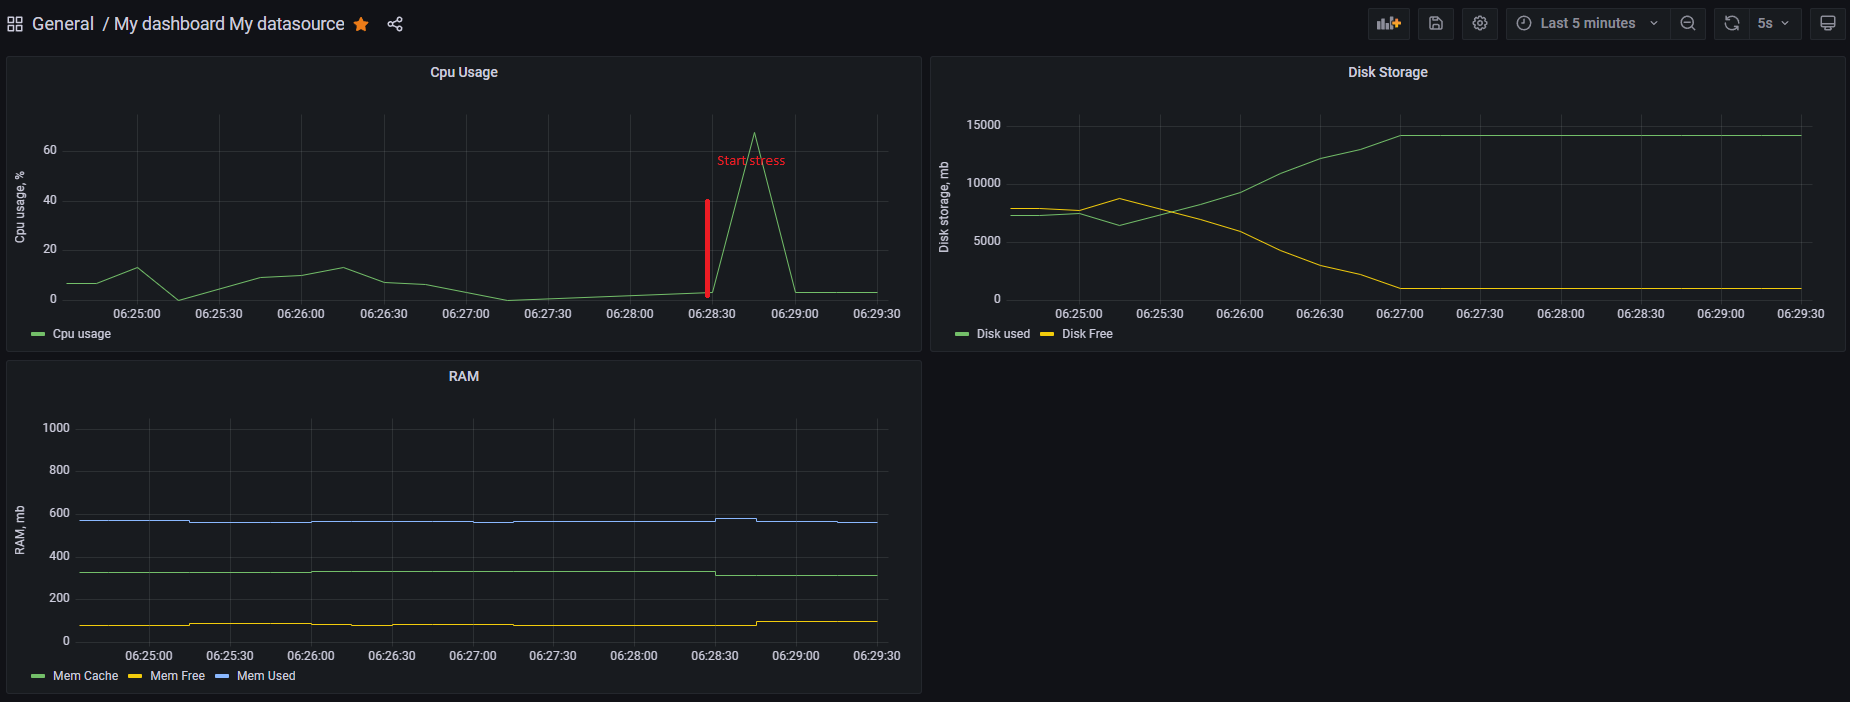 General / My dashboard My datasource
Last 5 minutes
5s
Cpu Usage
Cpu usage, %
60
40
20
0
Start stress
06:25:00 06:25:30 06:26:00 06:26:30 06:27:00 06:27:30 06:28:00 06:28:30 06:29:00 06:29:30
Cpu usage
Disk Storage
Disk storage, mb
15000
10000
5000
0
06:25:00 06:25:30 06:26:00 06:26:30 06:27:00 06:27:30 06:28:00 06:28:30 06:29:00 06:29:30
Disk used Disk Free
RAM
RAM, mb
1000
800
600
400
200
0
06:25:00 06:25:30 06:26:00 06:26:30 06:27:00 06:27:30 06:28:00 06:28:30 06:29:00 06:29:30
Mem Cache Mem Free Mem Used